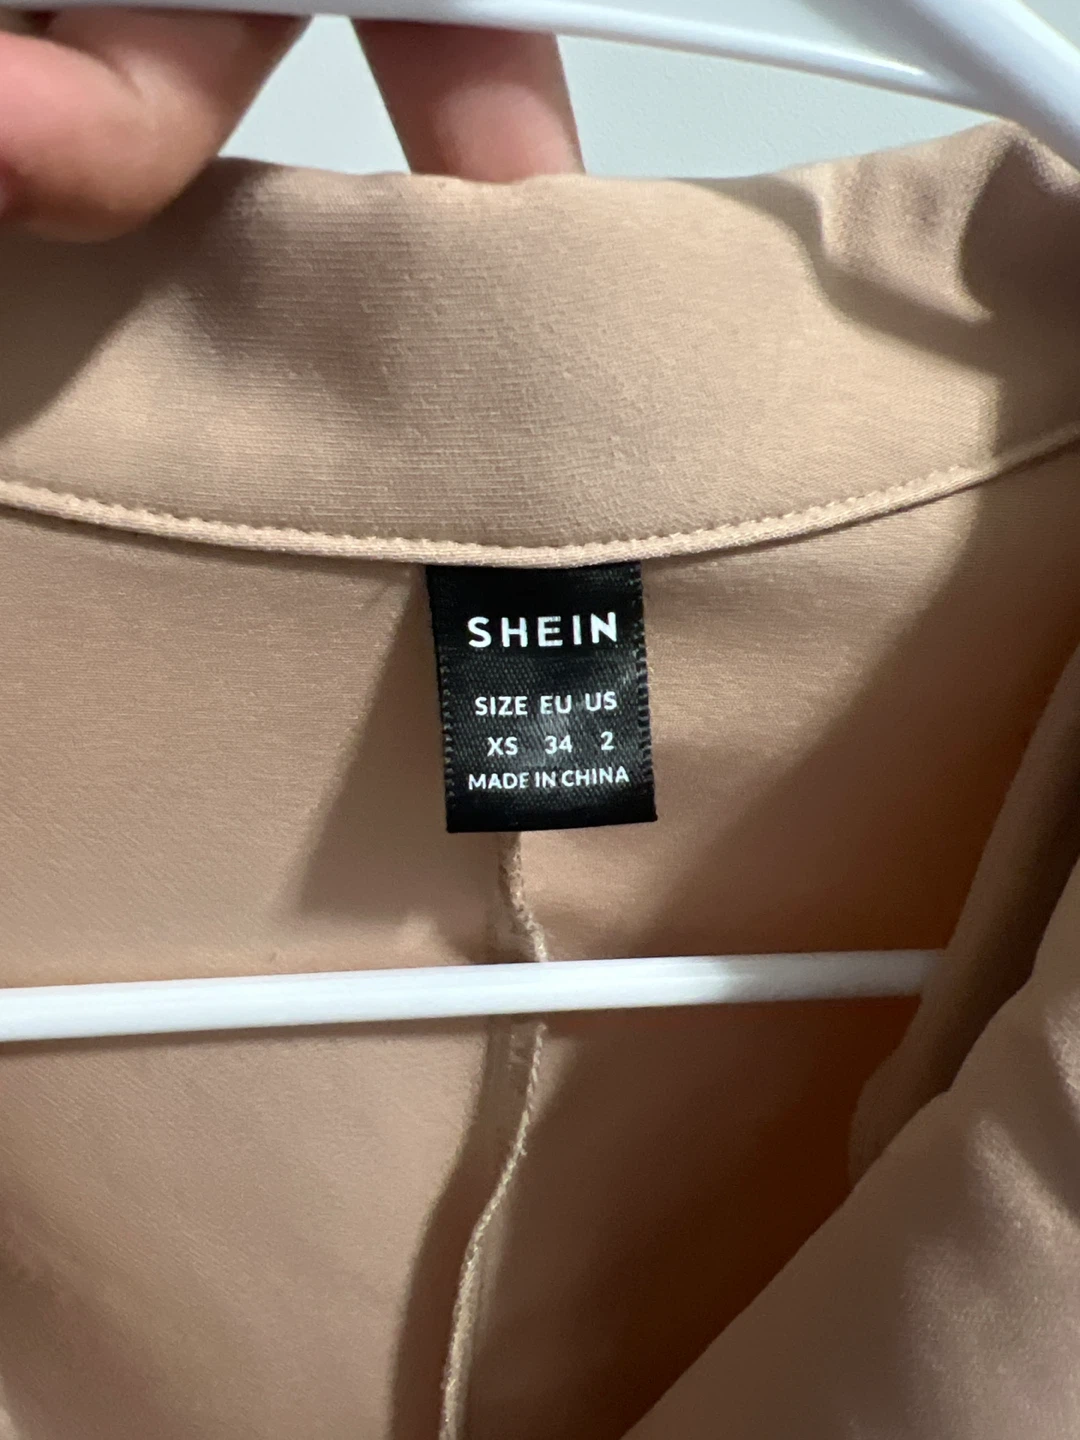 SHEIN
SIZE EU US
XS 34 2
MADE IN CHINA